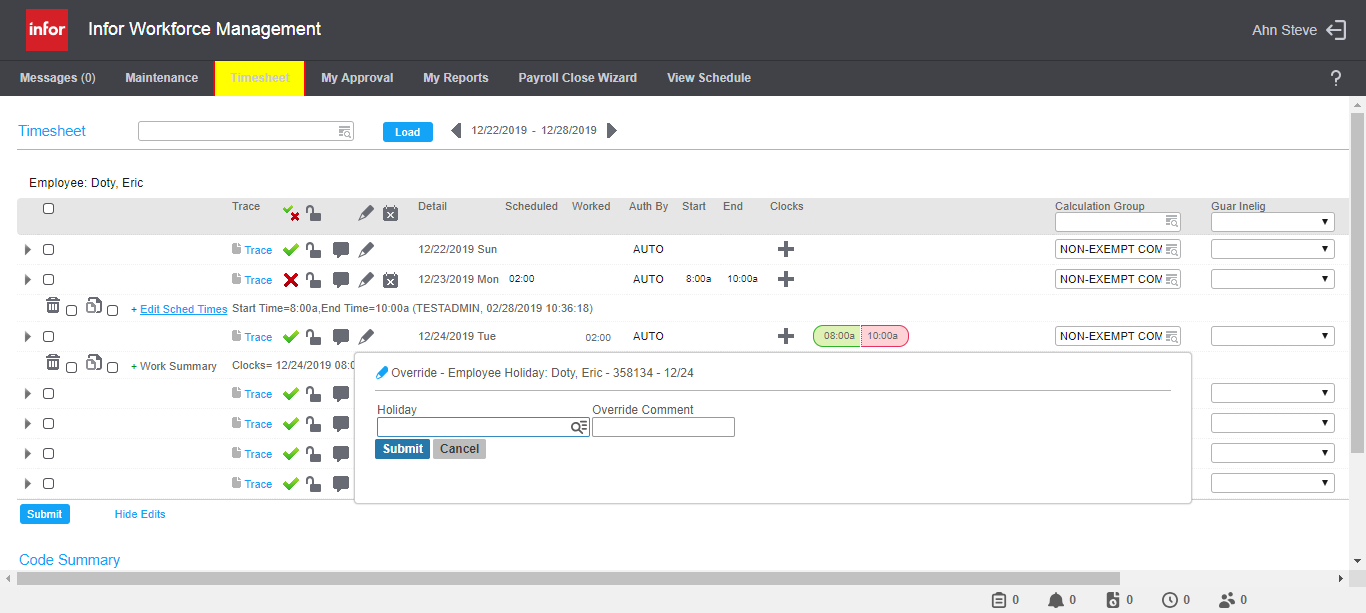 infor Infor Workforce Management
Ahn Steve
Messages (0) Maintenance Timesheet My Approval My Reports Payroll Close Wizard View Schedule ?
Timesheet Load 12/22/2019 - 12/28/2019
Employee: Doty, Eric
Trace Detail Scheduled Worked Auth By Start End Clocks Calculation Group Guar Inelig
Trace 12/22/2019 Sun AUTO NON-EXEMPT COM
Trace 12/23/2019 Mon 02:00 AUTO 8:00a 10:00a NON-EXEMPT COM
+ Edit Sched Times Start Time=8:00a,End Time=10:00a (TESTADMIN, 02/28/2019 10:36:18)
Trace 12/24/2019 Tue 02:00 AUTO 08:00a 10:00a NON-EXEMPT COM
+ Work Summary Clocks= 12/24/2019 08:0
Override - Employee Holiday: Doty, Eric - 358134 - 12/24
Holiday Override Comment
Submit Cancel
Trace
Trace
Trace
Trace
Submit Hide Edits
Code Summary
0 0 0 0 0